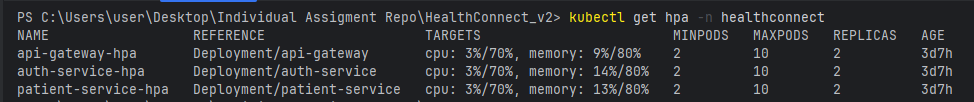 PS C:\Users\user\Desktop\Individual Assigment Repo\HealthConnect_v2> kubectl get hpa -n healthconnect
NAME REFERENCE TARGETS MINPODS MAXPODS REPLICAS AGE
api-gateway-hpa Deployment/api-gateway cpu: 3%/70%, memory: 9%/80% 2 10 2 3d7h
auth-service-hpa Deployment/auth-service cpu: 3%/70%, memory: 14%/80% 2 10 2 3d7h
patient-service-hpa Deployment/patient-service cpu: 3%/70%, memory: 13%/80% 2 10 2 3d7h